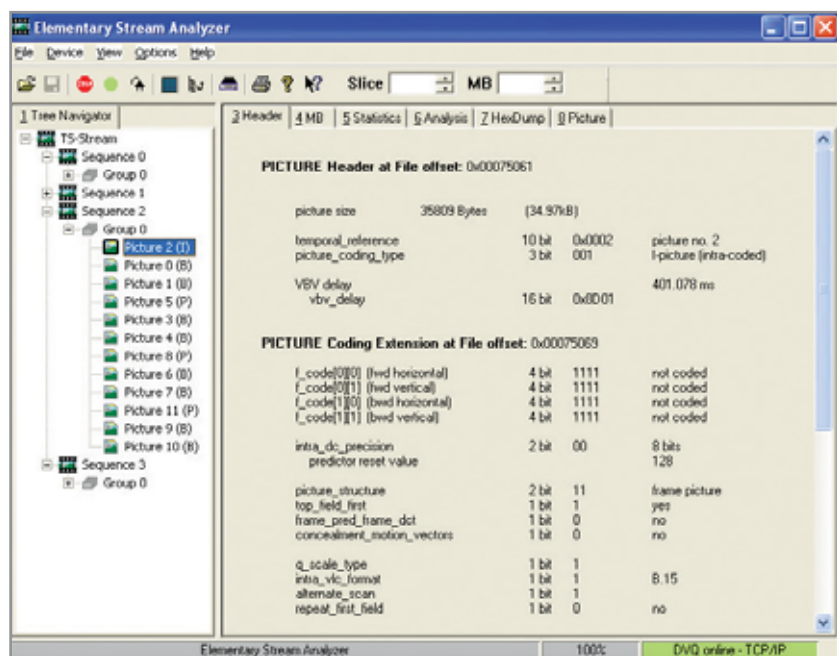 Elementary Stream Analyzer
File Device View Options Help
Slice MB
1 Tree Navigator
TS-Stream
Sequence 0
Group 0
Sequence 1
Sequence 2
Group 0
Picture 2 (I)
Picture 0 (B)
Picture 1 (B)
Picture 5 (P)
Picture 3 (B)
Picture 4 (B)
Picture 8 (P)
Picture 6 (B)
Picture 7 (B)
Picture 11 (P)
Picture 9 (B)
Picture 10 (B)
Sequence 3
Group 0
3 Header 4 MB 5 Statistics 6 Analysis 7 HexDump 8 Picture
PICTURE Header at File offset: 0x00075061
picture size 35809 Bytes (34.97kB)
temporal_reference 10 bit 0x0002 picture no. 2
picture_coding_type 3 bit 001 I-picture (intra-coded)
VBV delay 401.078 ms
vbv_delay 16 bit 0x8D01
PICTURE Coding Extension at File offset: 0x00075069
f_code[0][0] (fwd horizontal) 4 bit 1111 not coded
f_code[0][1] (fwd vertical) 4 bit 1111 not coded
f_code[1][0] (bwd horizontal) 4 bit 1111 not coded
f_code[1][1] (bwd vertical) 4 bit 1111 not coded
intra_dc_precision 2 bit 00 8 bits
predictor reset value 128
picture_structure 2 bit 11 frame picture
top_field_first 1 bit 1 yes
frame_pred_frame_dct 1 bit 0 no
concealment_motion_vectors 1 bit 0 no
q_scale_type 1 bit 1
intra_vlc_format 1 bit 1 B.15
alternate_scan 1 bit 1
repeat_first_field 1 bit 0 no
Elementary Stream Analyzer 100% DVQ online - TCP/IP